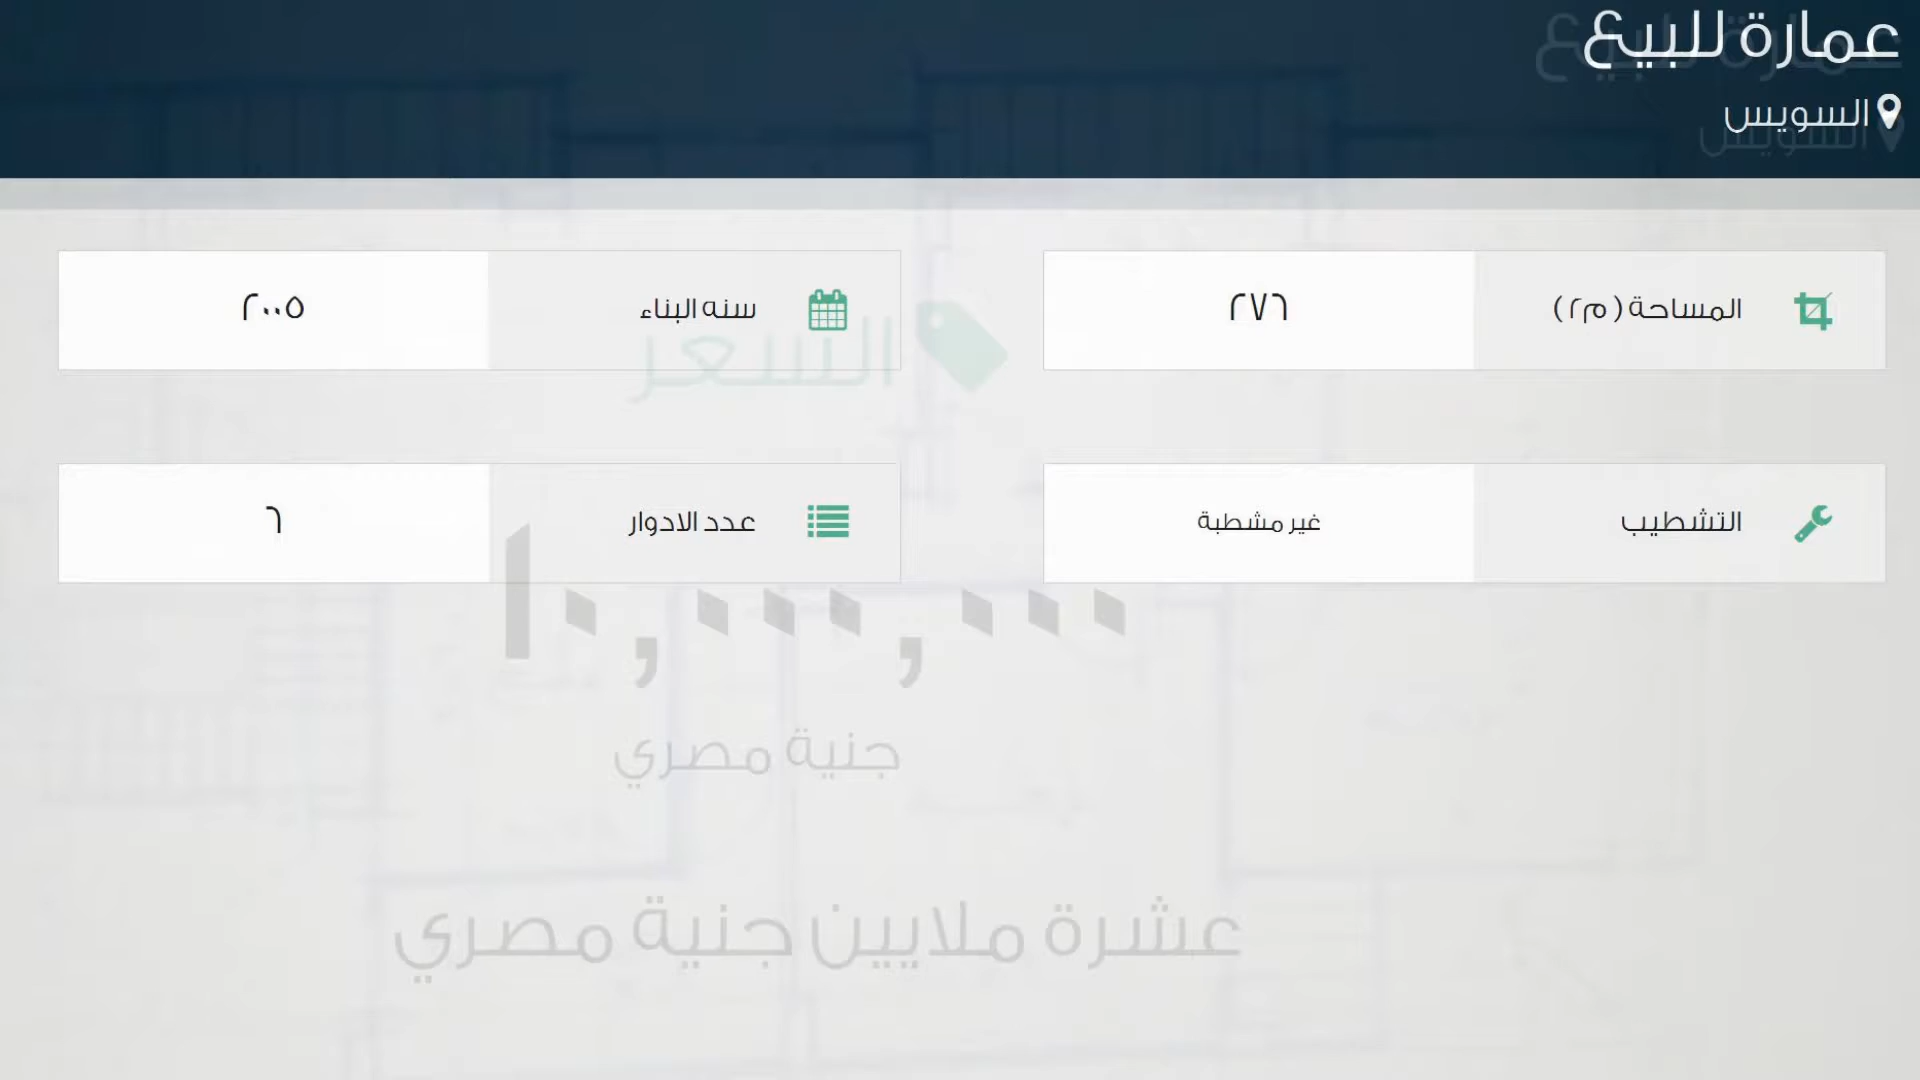 عمارة للبيع
السويس
المساحة (م٢) ٢٧٦
سنه البناء ٢٠٠٥
السعر
التشطيب غير مشطبة
عدد الادوار ٦
١٠,٠٠٠,٠٠٠
جنية مصري
عشرة ملايين جنية مصري